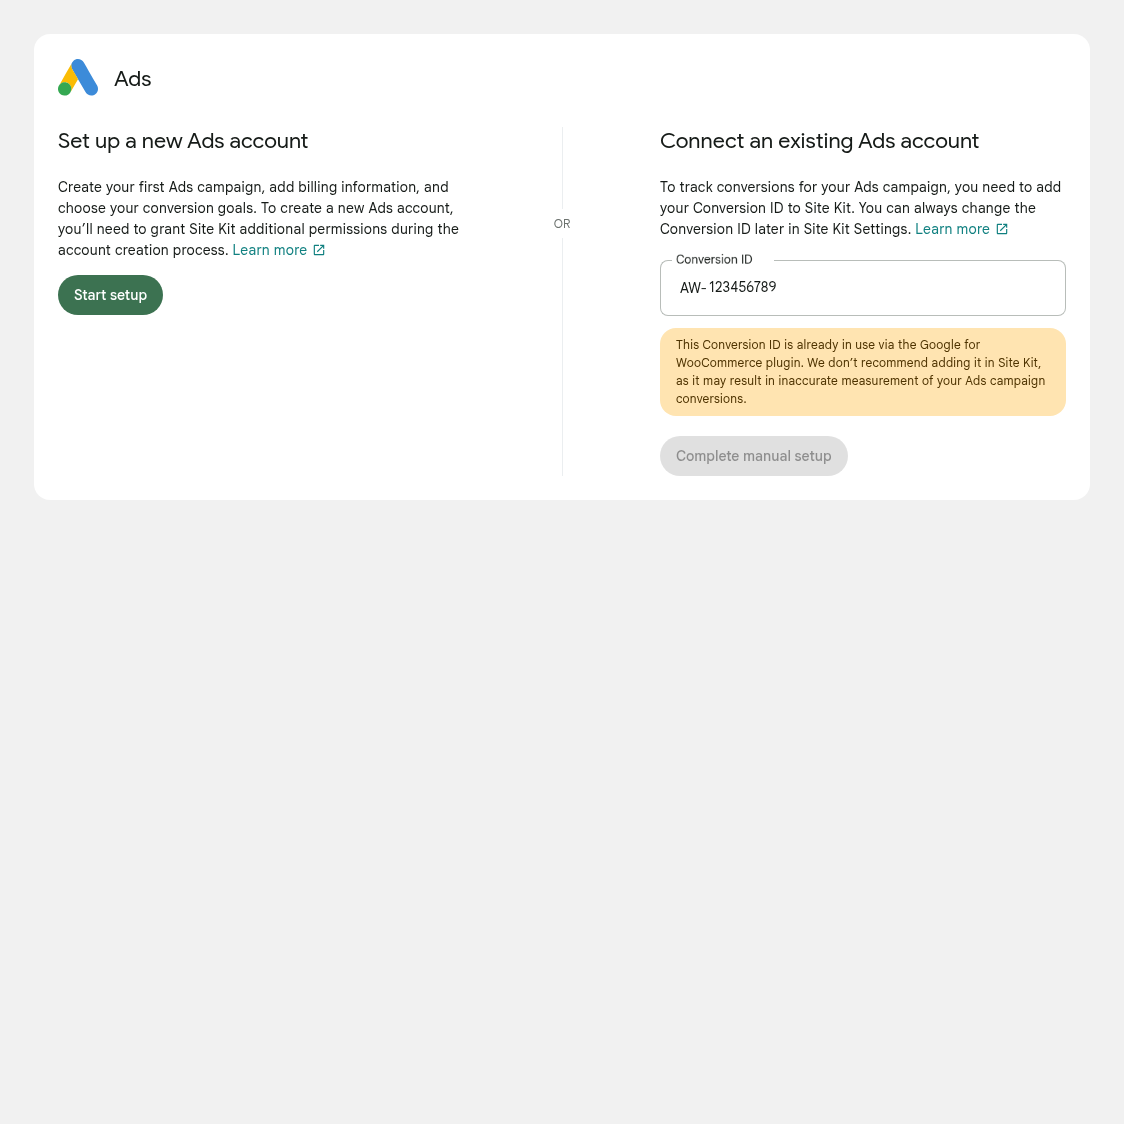 Ads
Set up a new Ads account
Create your first Ads campaign, add billing information, and
choose your conversion goals. To create a new Ads account,
you’ll need to grant Site Kit additional permissions during the
account creation process. Learn more
Start setup
OR
Connect an existing Ads account
To track conversions for your Ads campaign, you need to add
your Conversion ID to Site Kit. You can always change the
Conversion ID later in Site Kit Settings. Learn more
Conversion ID
AW- 123456789
This Conversion ID is already in use via the Google for
WooCommerce plugin. We don’t recommend adding it in Site Kit,
as it may result in inaccurate measurement of your Ads campaign
conversions.
Complete manual setup